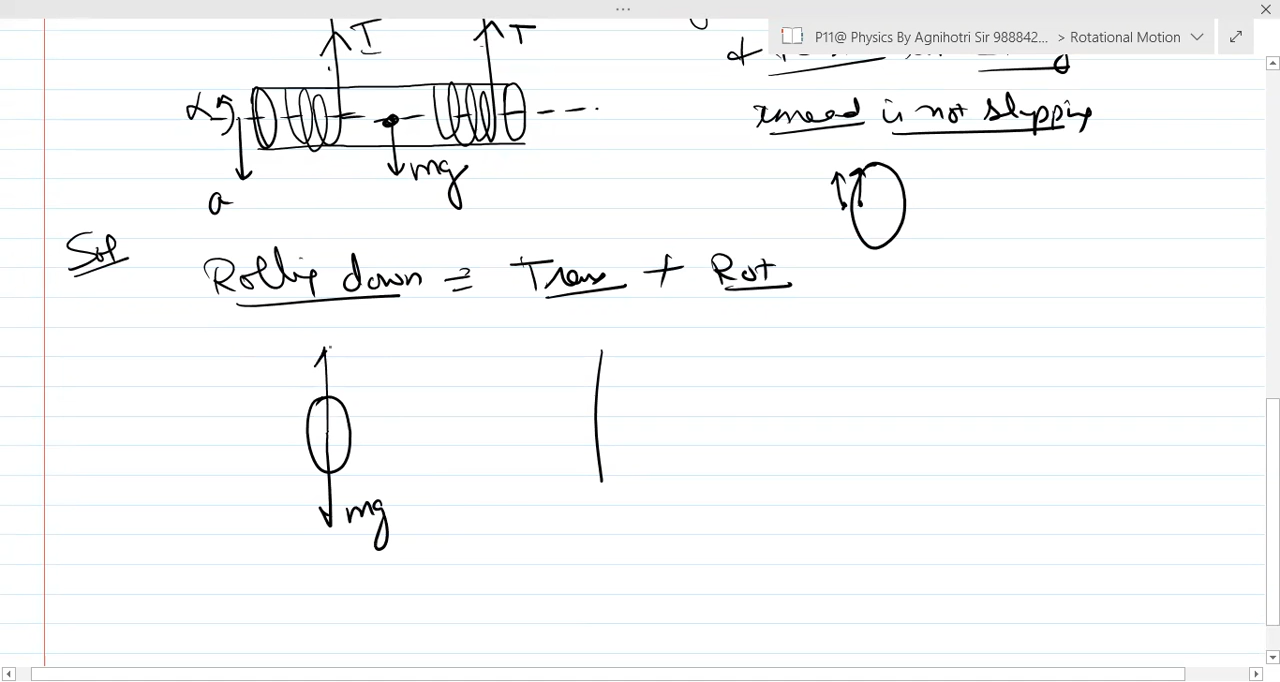 ...
P11@ Physics By Agnihotri Sir 988842... > Rotational Motion
T T
&
thread is not slipping
α
mg
a
Sol
Rolling down = Trans + Rot
mg